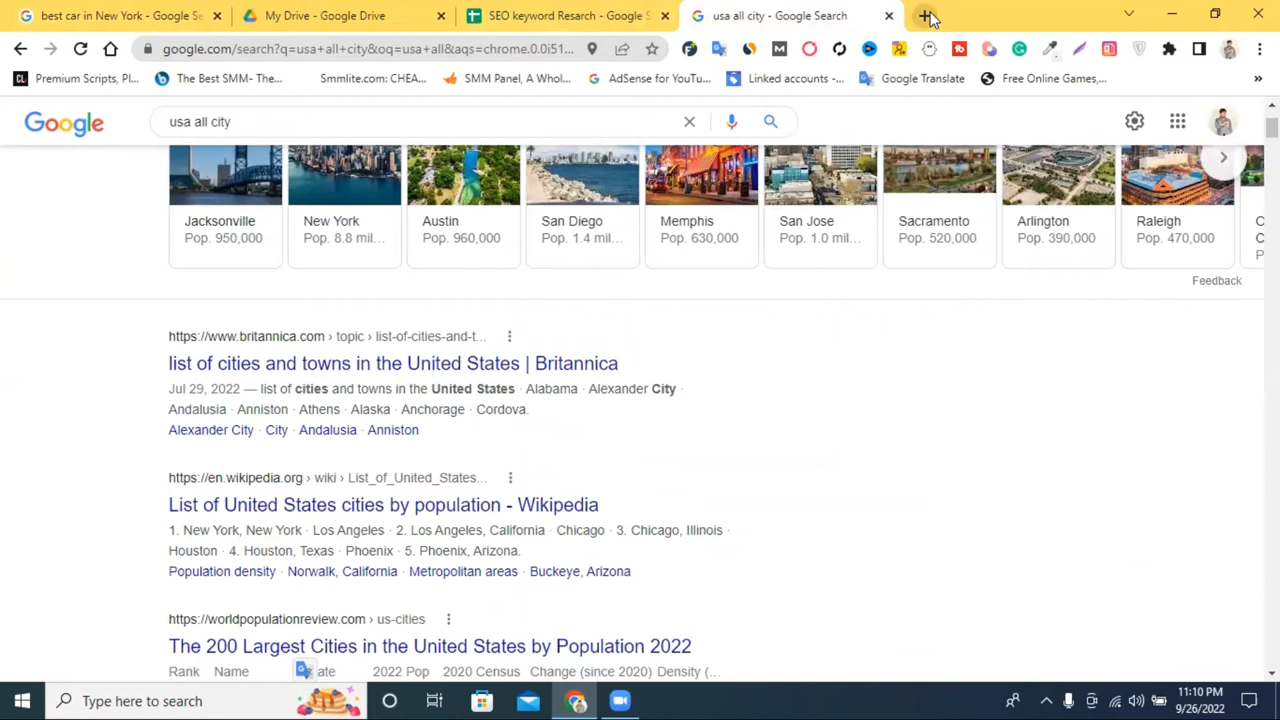 best car in New York - Google Se
My Drive - Google Drive
SEO keyword Resarch - Google S
usa all city - Google Search
google.com/search?q=usa+all+city&oq=usa+all&aqs=chrome.0.0i51...
Premium Scripts, Pl...
The Best SMM- The...
Smmlite.com: CHEA...
SMM Panel, A Whol...
AdSense for YouTu...
Linked accounts -...
Google Translate
Free Online Games,...
Google
usa all city
Jacksonville
Pop. 950,000
New York
Pop. 8.8 mil...
Austin
Pop. 960,000
San Diego
Pop. 1.4 mil...
Memphis
Pop. 630,000
San Jose
Pop. 1.0 mil...
Sacramento
Pop. 520,000
Arlington
Pop. 390,000
Raleigh
Pop. 470,000
Feedback
https://www.britannica.com › topic › list-of-cities-and-t...
list of cities and towns in the United States | Britannica
Jul 29, 2022 — list of cities and towns in the United States · Alabama · Alexander City ·
Andalusia · Anniston · Athens · Alaska · Anchorage · Cordova.
Alexander City · City · Andalusia · Anniston
https://en.wikipedia.org › wiki › List_of_United_States...
List of United States cities by population - Wikipedia
1. New York, New York · Los Angeles · 2. Los Angeles, California · Chicago · 3. Chicago, Illinois ·
Houston · 4. Houston, Texas · Phoenix · 5. Phoenix, Arizona.
Population density · Norwalk, California · Metropolitan areas · Buckeye, Arizona
https://worldpopulationreview.com › us-cities
The 200 Largest Cities in the United States by Population 2022
Rank Name ate 2022 Pop 2020 Census Change (since 2020) Density (...
Type here to search
11:10 PM
9/26/2022